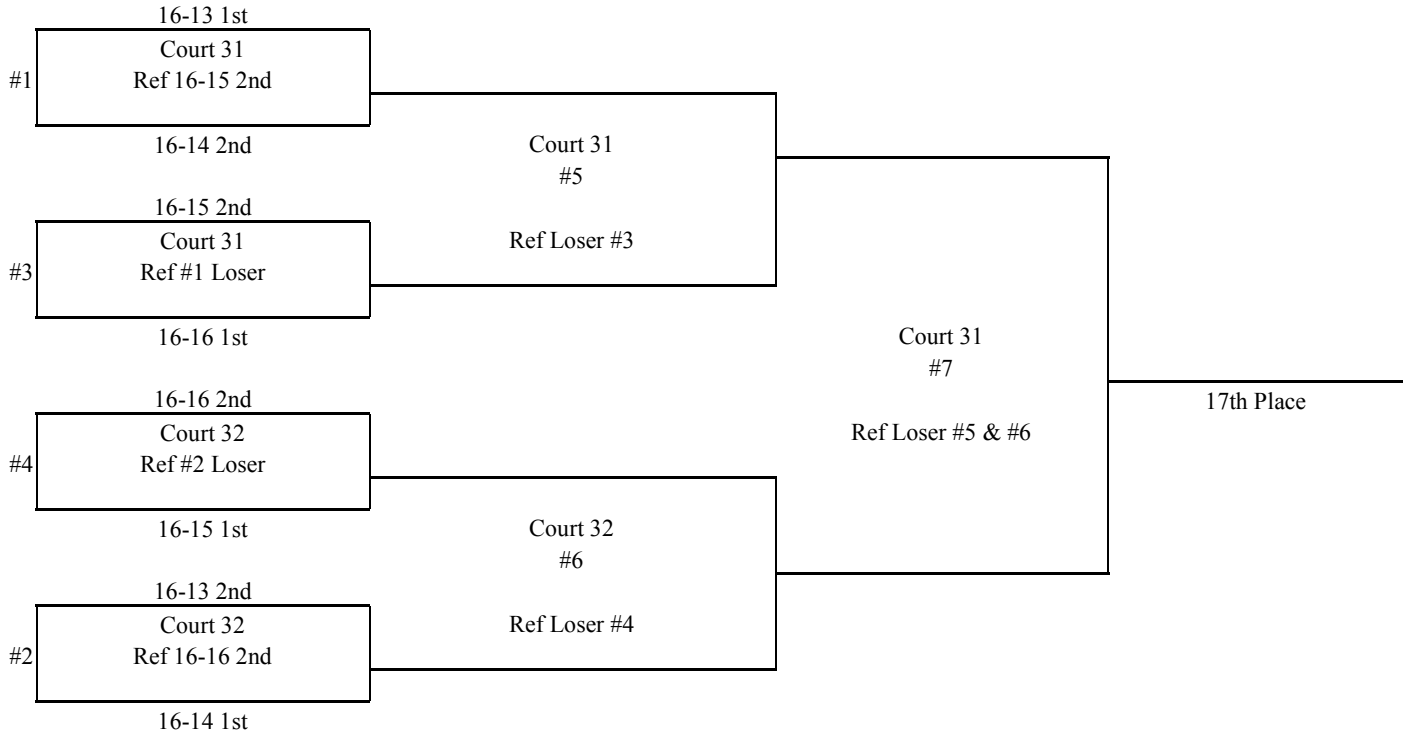 16-13 1st
Court 31
#1
Ref 16-15 2nd
16-14 2nd
16-15 2nd
Court 31
#3
Ref #1 Loser
16-16 1st
16-16 2nd
Court 32
#4
Ref #2 Loser
16-15 1st
16-13 2nd
Court 32
#2
Ref 16-16 2nd
16-14 1st
Court 31
#5
Ref Loser #3
Court 32
#6
Ref Loser #4
Court 31
#7
Ref Loser #5 & #6
17th Place